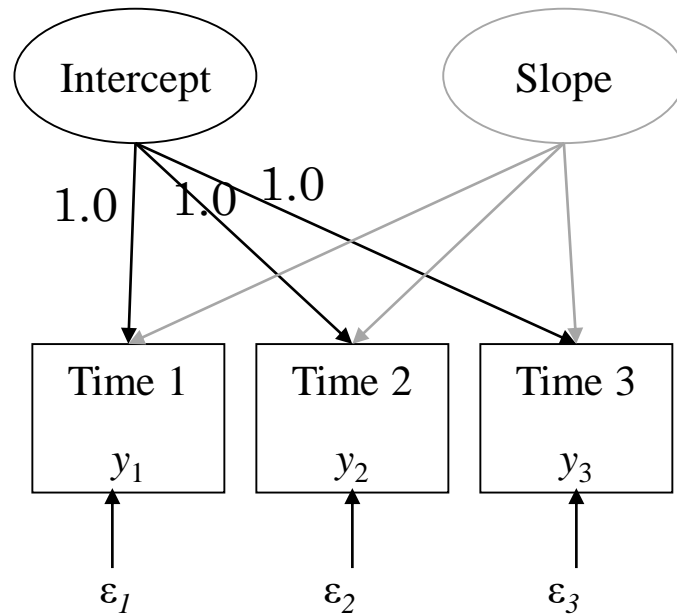 Intercept
Slope
1.0
1.0
1.0
Time 1
Time 2
Time 3
y₁
y₂
y₃
ε₁
ε₂
ε₃